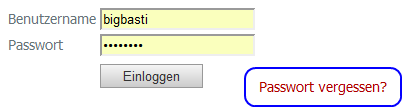 Benutzername bigbasti
Passwort ••••••••
Einloggen
Passwort vergessen?